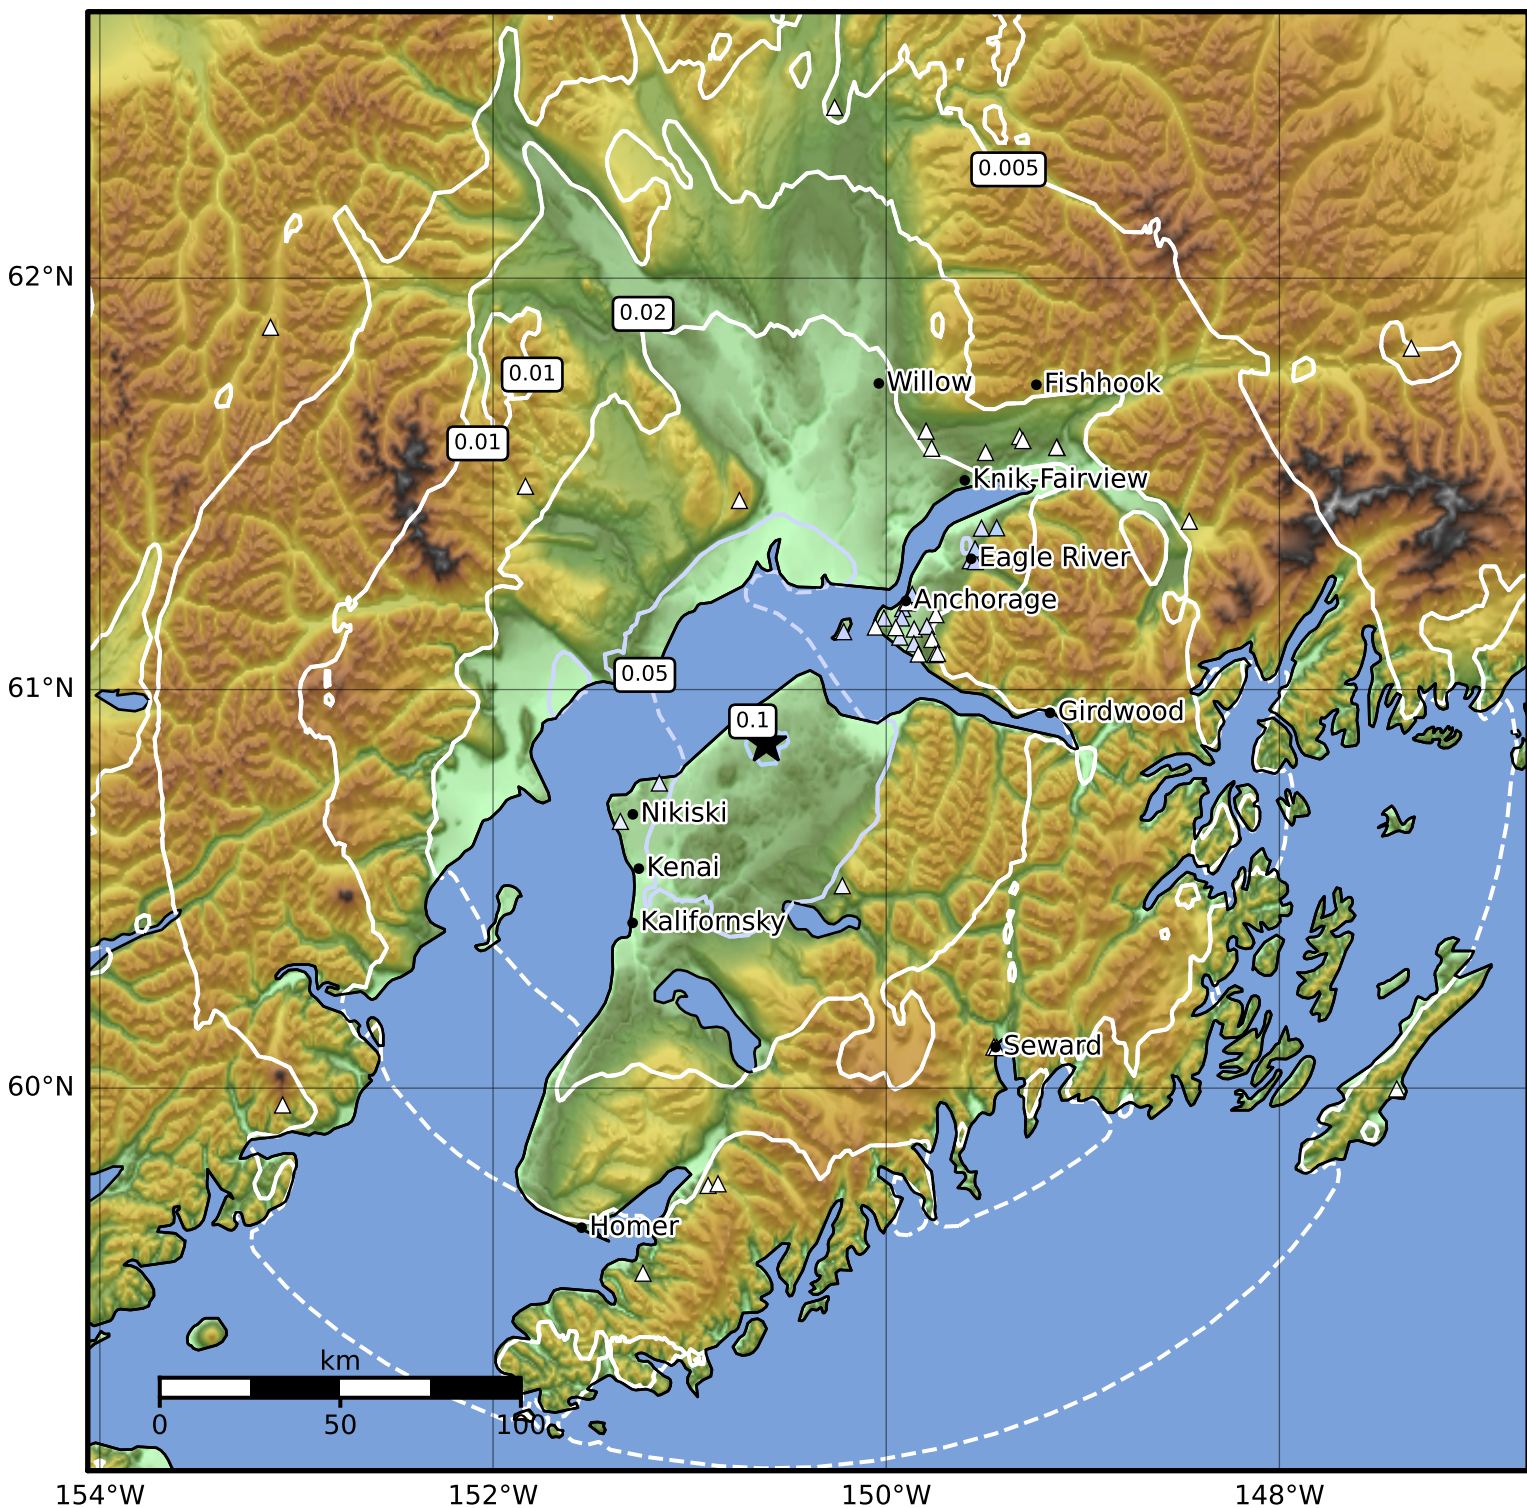 0.005
62°N
0.02
0.01
Willow
Fishhook
0.01
Knik-Fairview
Eagle River
Anchorage
61°N
0.05
0.1
Girdwood
Nikiski
Kenai
Kalifornsky
Seward
60°N
Homer
km
0
50
100
154°W
152°W
150°W
148°W